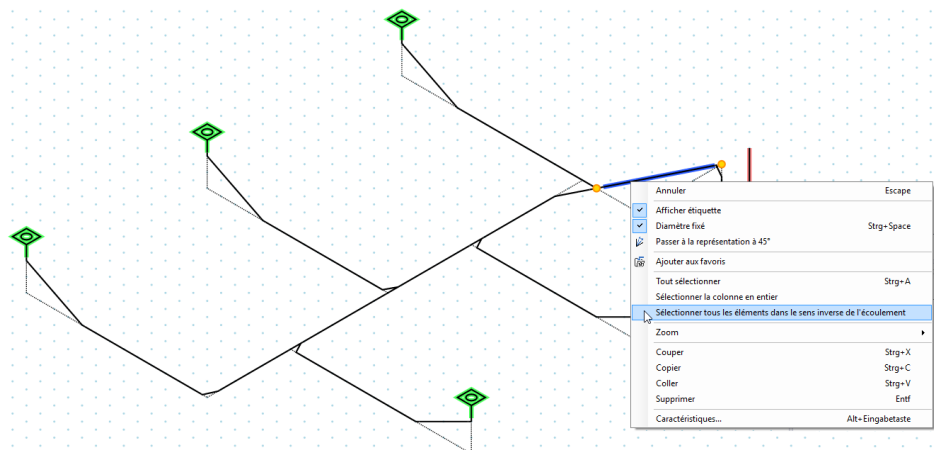 Annuler Escape
Afficher étiquette
Diamètre fixé Strg+Space
Passer à la représentation à 45°
Ajouter aux favoris
Tout sélectionner Strg+A
Sélectionner la colonne en entier
Sélectionner tous les éléments dans le sens inverse de l'écoulement
Zoom
Couper Strg+X
Copier Strg+C
Coller Strg+V
Supprimer Entf
Caractéristiques... Alt+Eingabetaste